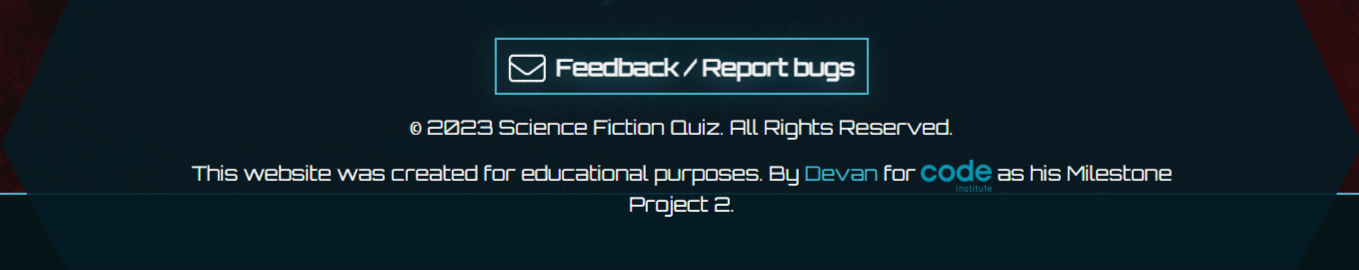 Feedback / Report bugs
© 2023 Science Fiction Quiz. All Rights Reserved.
This website was created for educational purposes. By Devan for code institute as his Milestone
Project 2.